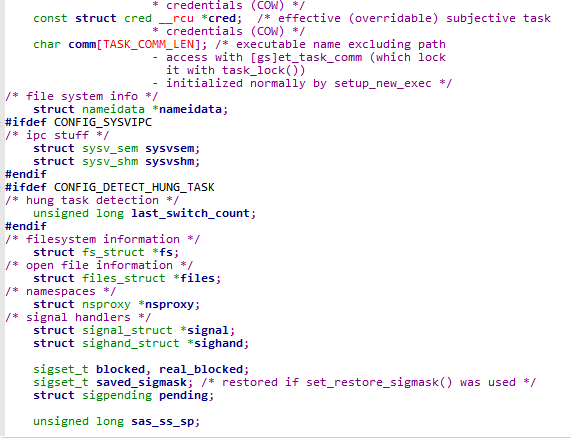 * credentials (COW) */
const struct cred __rcu *cred;  /* effective (overridable) subjective task
* credentials (COW) */
char comm[TASK_COMM_LEN]; /* executable name excluding path
- access with [gs]et_task_comm (which lock
it with task_lock())
- initialized normally by setup_new_exec */
/* file system info */
struct nameidata *nameidata;
#ifdef CONFIG_SYSVIPC
/* ipc stuff */
struct sysv_sem sysvsem;
struct sysv_shm sysvshm;
#endif
#ifdef CONFIG_DETECT_HUNG_TASK
/* hung task detection */
unsigned long last_switch_count;
#endif
/* filesystem information */
struct fs_struct *fs;
/* open file information */
struct files_struct *files;
/* namespaces */
struct nsproxy *nsproxy;
/* signal handlers */
struct signal_struct *signal;
struct sighand_struct *sighand;
sigset_t blocked, real_blocked;
sigset_t saved_sigmask; /* restored if set_restore_sigmask() was used */
struct sigpending pending;
unsigned long sas_ss_sp;